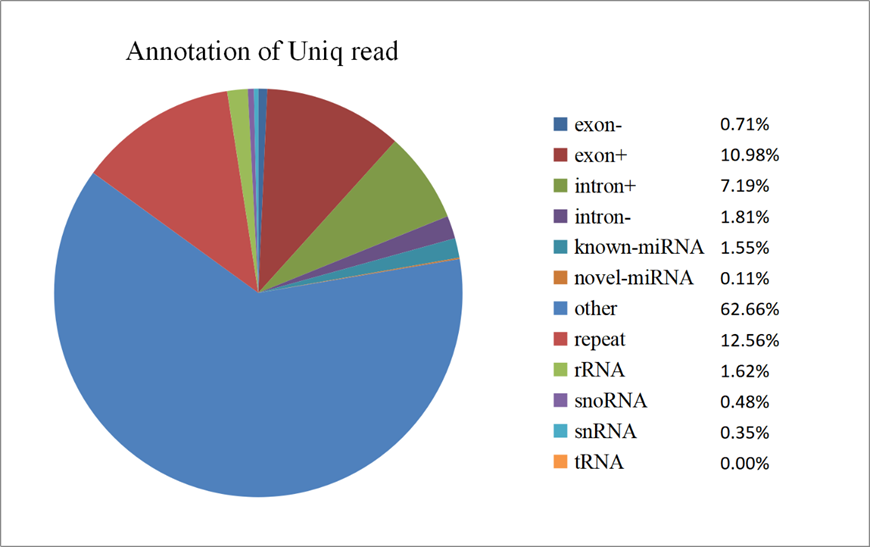 Annotation of Uniq read
exon- 0.71%
exon+ 10.98%
intron+ 7.19%
intron- 1.81%
known-miRNA 1.55%
novel-miRNA 0.11%
other 62.66%
repeat 12.56%
rRNA 1.62%
snoRNA 0.48%
snRNA 0.35%
tRNA 0.00%